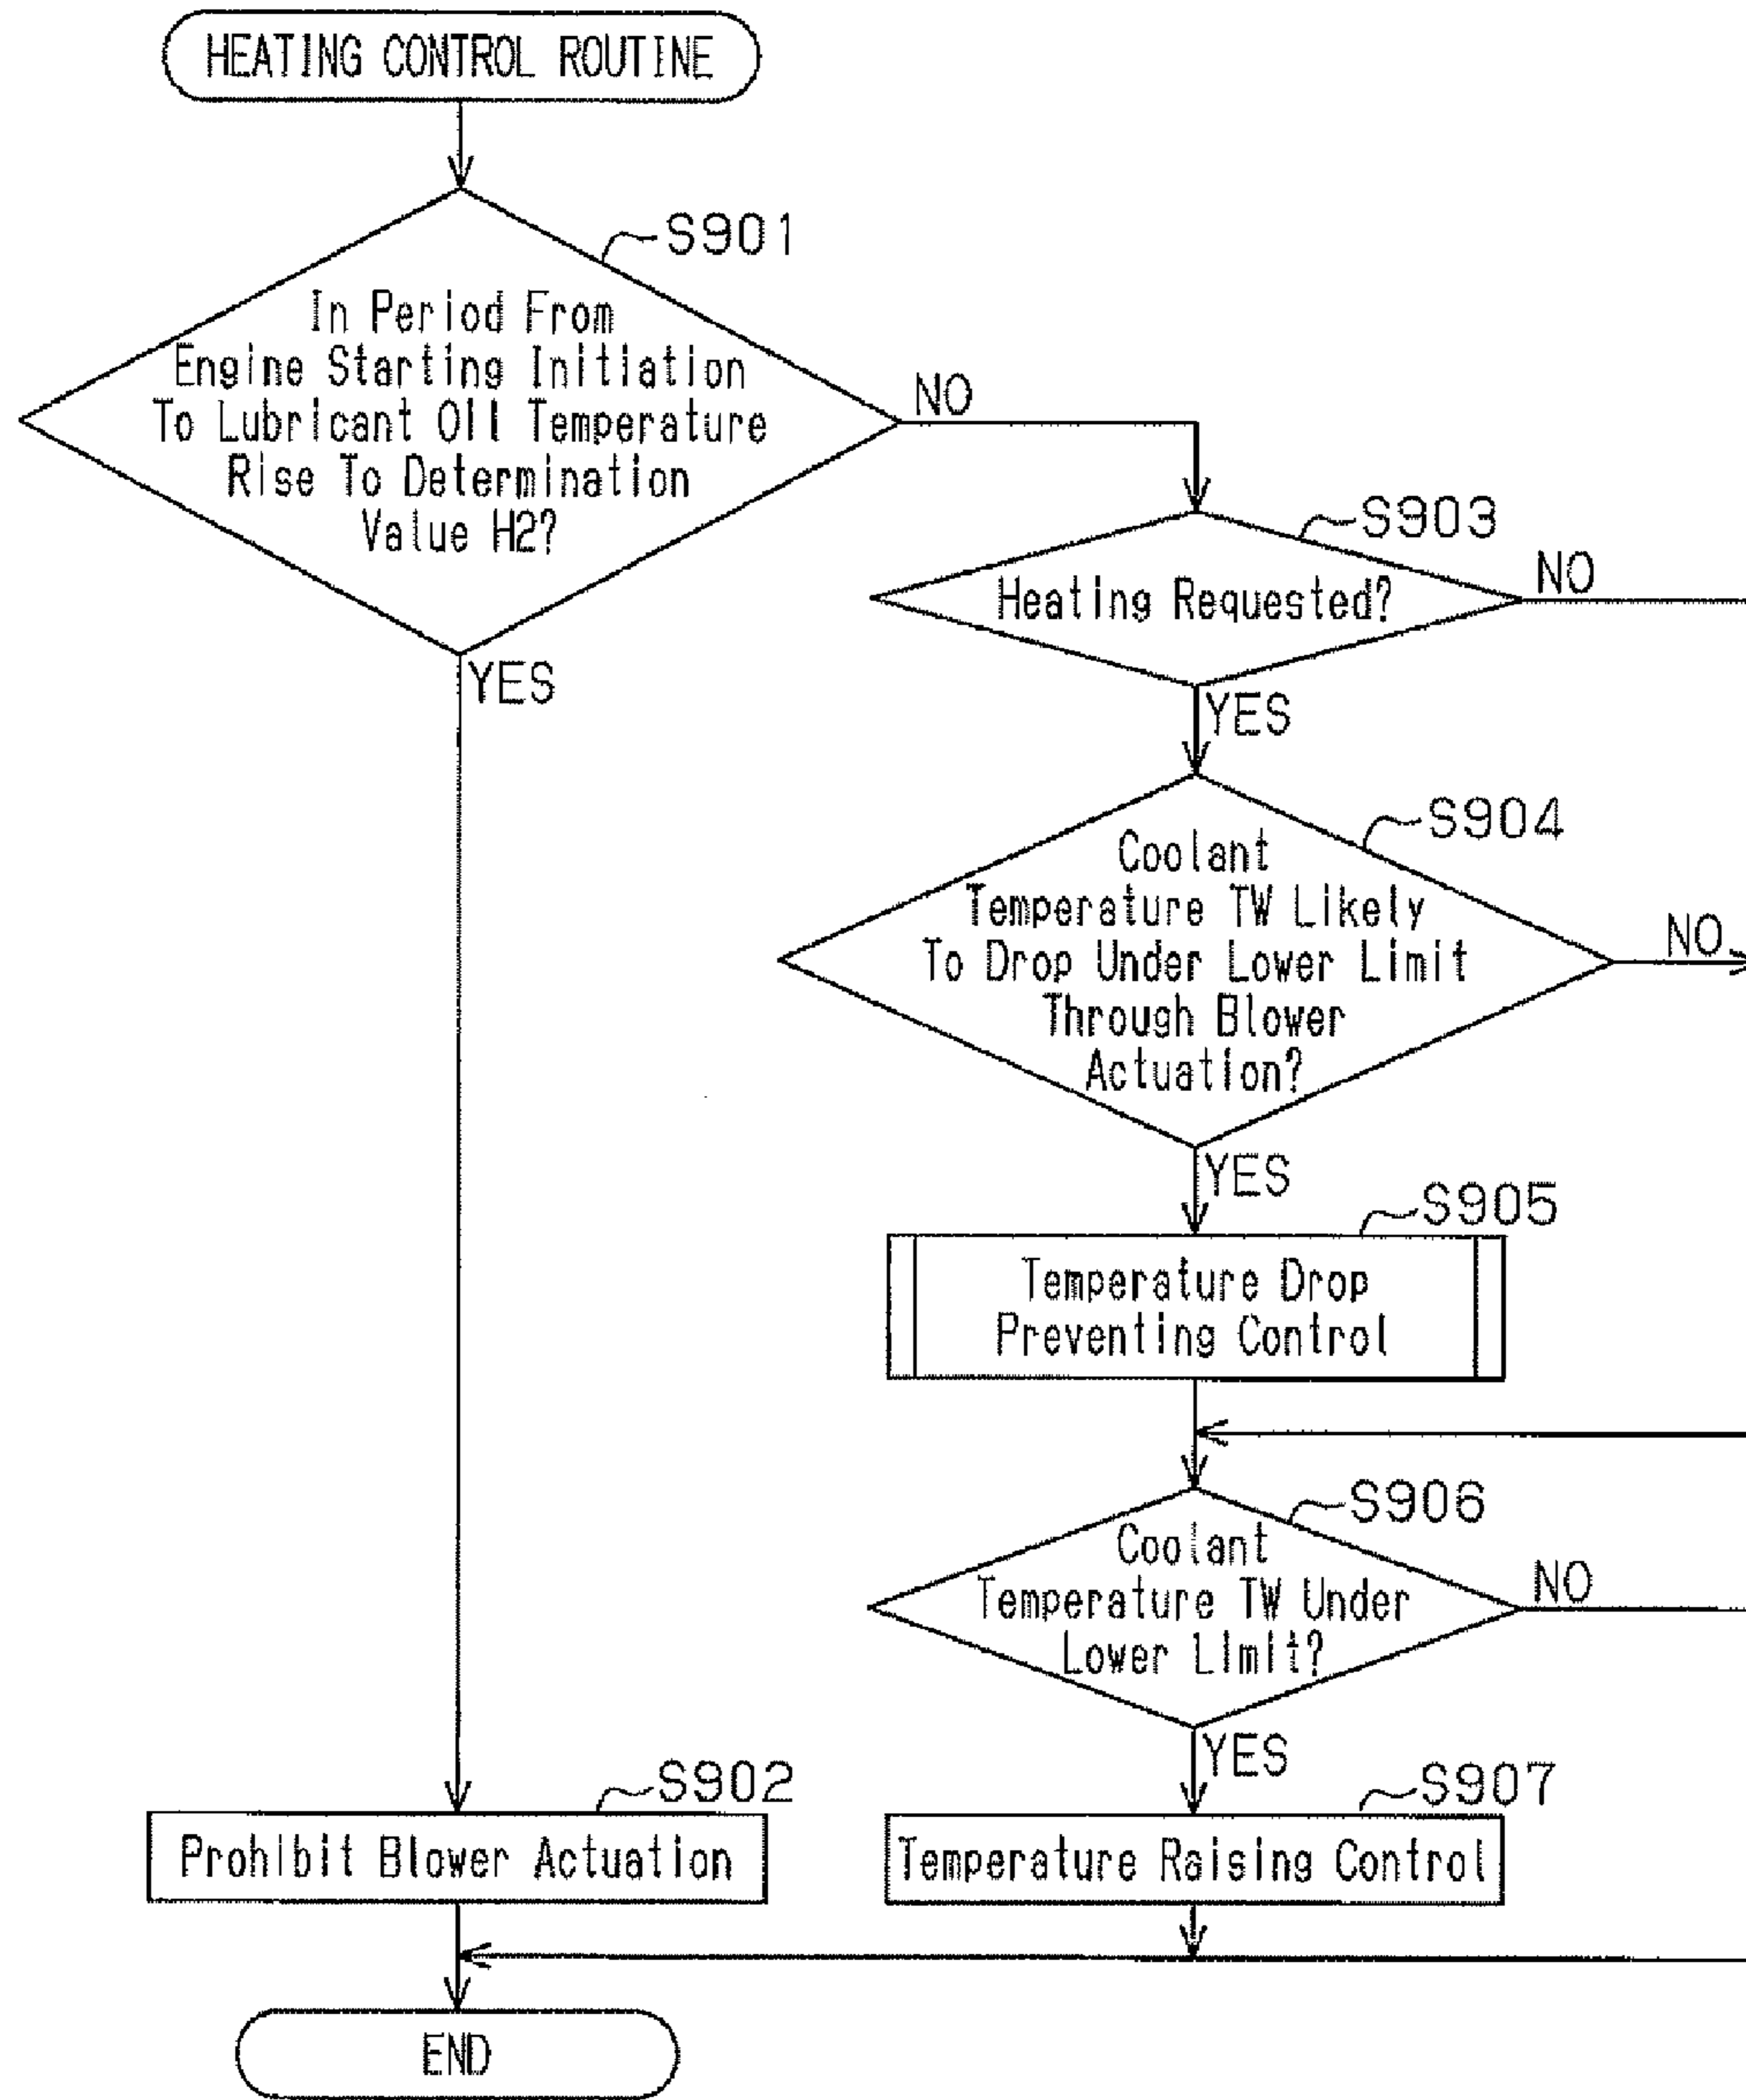 HEATING CONTROL ROUTINE
S901
In Period From
Engine Starting Initiation
To Lubricant Oil Temperature
Rise To Determination
Value H2?
NO
YES
S903
Heating Requested?
NO
YES
S904
Coolant
Temperature TW Likely
To Drop Under Lower Limit
Through Blower
Actuation?
NO
YES
S905
Temperature Drop
Preventing Control
S906
Coolant
Temperature TW Under
Lower Limit?
NO
YES
S902
Prohibit Blower Actuation
S907
Temperature Raising Control
END